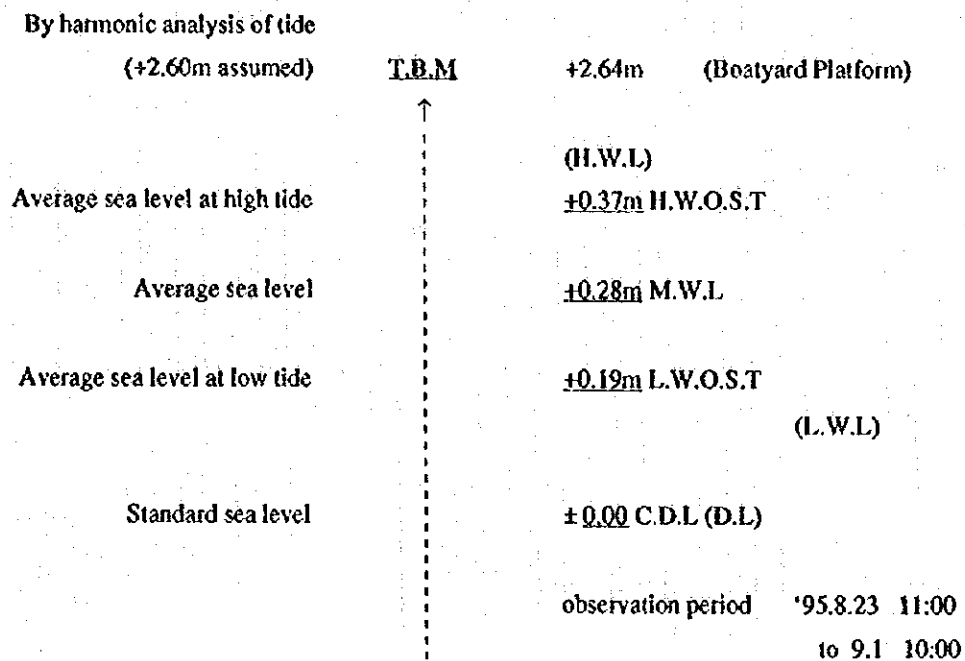 By harmonic analysis of tide
(+2.60m assumed) T.B.M +2.64m (Boatyard Platform)
(H.W.L)
Average sea level at high tide +0.37m H.W.O.S.T
Average sea level +0.28m M.W.L
Average sea level at low tide +0.19m L.W.O.S.T
(L.W.L)
Standard sea level ± 0.00 C.D.L (D.L)
observation period '95.8.23 11:00
to 9.1 10:00